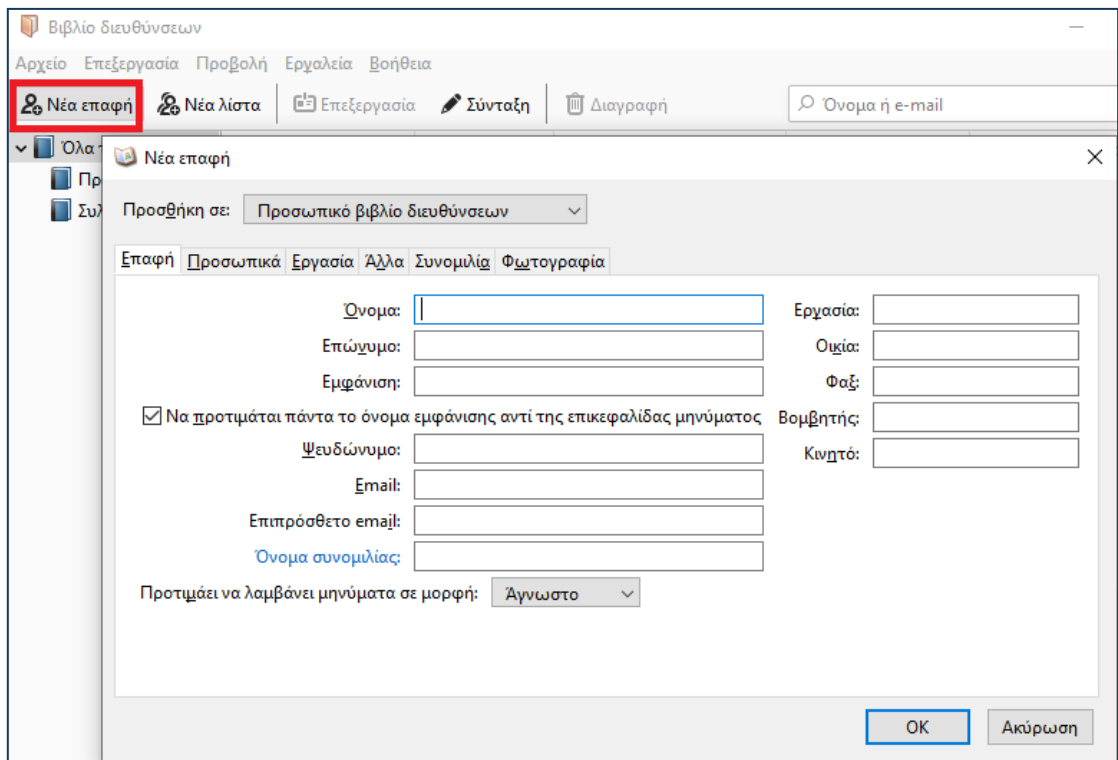 Βιβλίο διευθύνσεων
Αρχείο Επεξεργασία Προβολή Εργαλεία Βοήθεια
Νέα επαφή Νέα λίστα Επεξεργασία Σύνταξη Διαγραφή Όνομα ή e-mail
Όλα
Νέα επαφή
Προσθήκη σε: Προσωπικό βιβλίο διευθύνσεων
Επαφή Προσωπικά Εργασία Άλλα Συνομιλία Φωτογραφία
Όνομα: Εργασία:
Επώνυμο: Οικία:
Εμφάνιση: Φαξ:
Να προτιμάται πάντα το όνομα εμφάνισης αντί της επικεφαλίδας μηνύματος Βομβητής:
Ψευδώνυμο: Κινητό:
Email:
Επιπρόσθετο email:
Όνομα συνομιλίας:
Προτιμάει να λαμβάνει μηνύματα σε μορφή: Άγνωστο
OK Ακύρωση